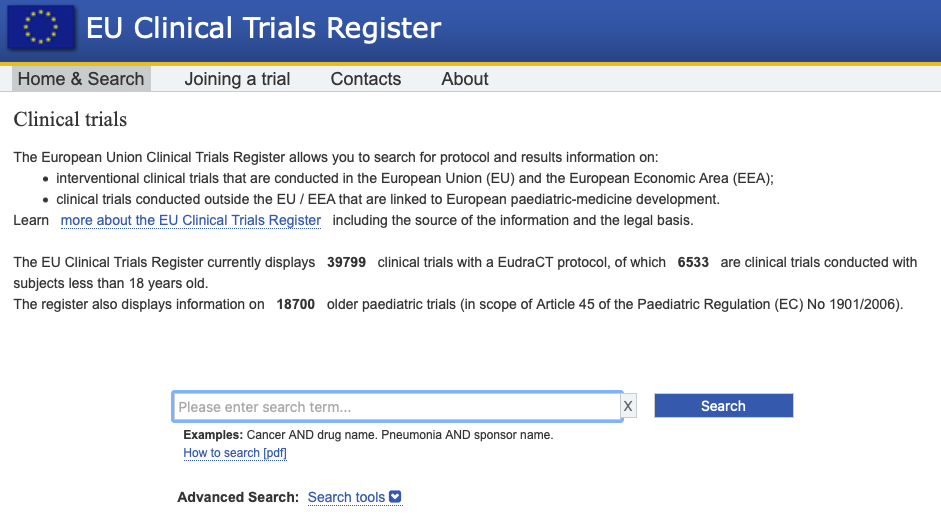 EU Clinical Trials Register
Home & Search Joining a trial Contacts About
Clinical trials
The European Union Clinical Trials Register allows you to search for protocol and results information on:
• interventional clinical trials that are conducted in the European Union (EU) and the European Economic Area (EEA);
• clinical trials conducted outside the EU / EEA that are linked to European paediatric-medicine development.
Learn more about the EU Clinical Trials Register including the source of the information and the legal basis.
The EU Clinical Trials Register currently displays 39799 clinical trials with a EudraCT protocol, of which 6533 are clinical trials conducted with
subjects less than 18 years old.
The register also displays information on 18700 older paediatric trials (in scope of Article 45 of the Paediatric Regulation (EC) No 1901/2006).
Please enter search term... X Search
Examples: Cancer AND drug name. Pneumonia AND sponsor name.
How to search [pdf]
Advanced Search: Search tools